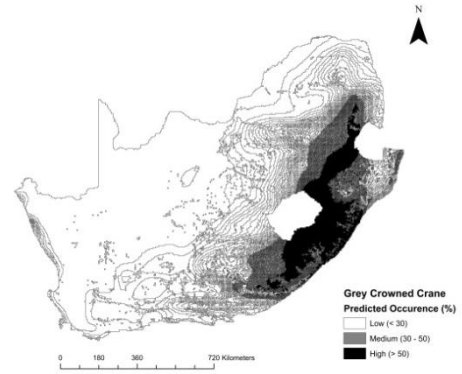 N
Grey Crowned Crane
Predicted Occurence (%)
Low (< 30)
Medium (30 - 50)
High (> 50)
0 180 360 720 Kilometers